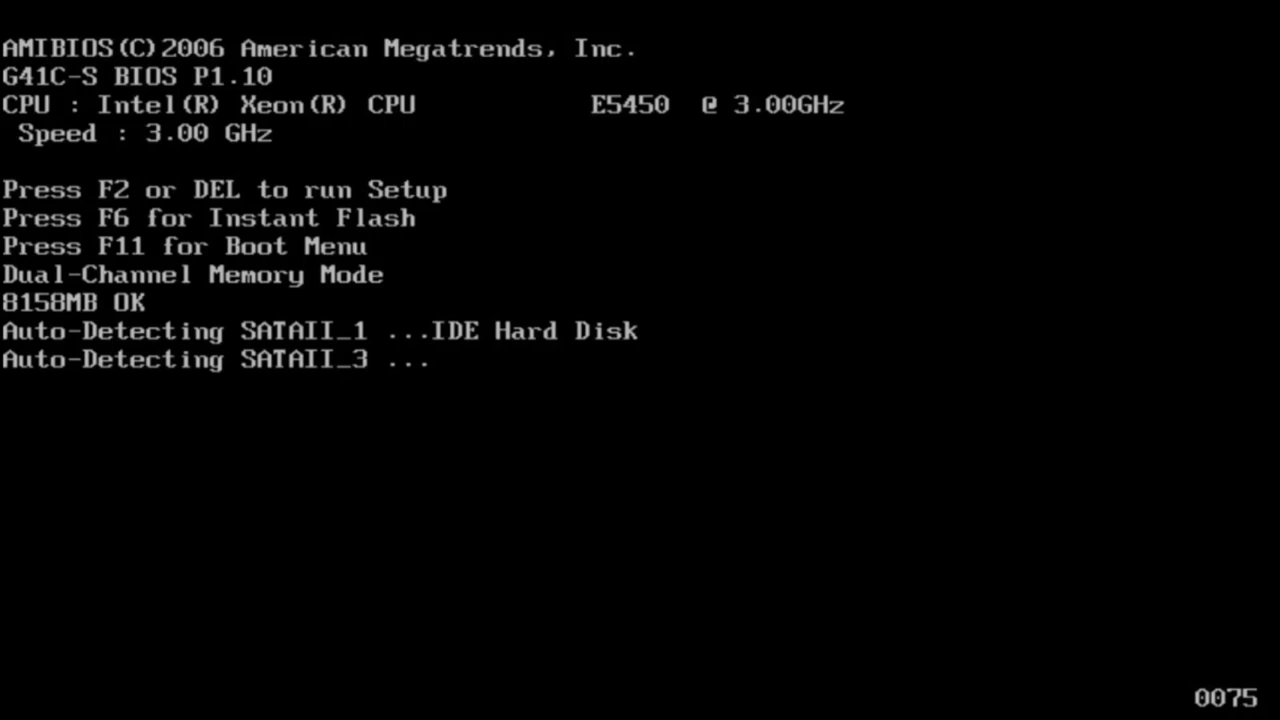 AMIBIOS(C)2006 American Megatrends, Inc.
G41C-S BIOS P1.10
CPU : Intel(R) Xeon(R) CPU E5450 @ 3.00GHz
Speed : 3.00 GHz
Press F2 or DEL to run Setup
Press F6 for Instant Flash
Press F11 for Boot Menu
Dual-Channel Memory Mode
8158MB OK
Auto-Detecting SATAII_1 ...IDE Hard Disk
Auto-Detecting SATAII_3 ...
0075